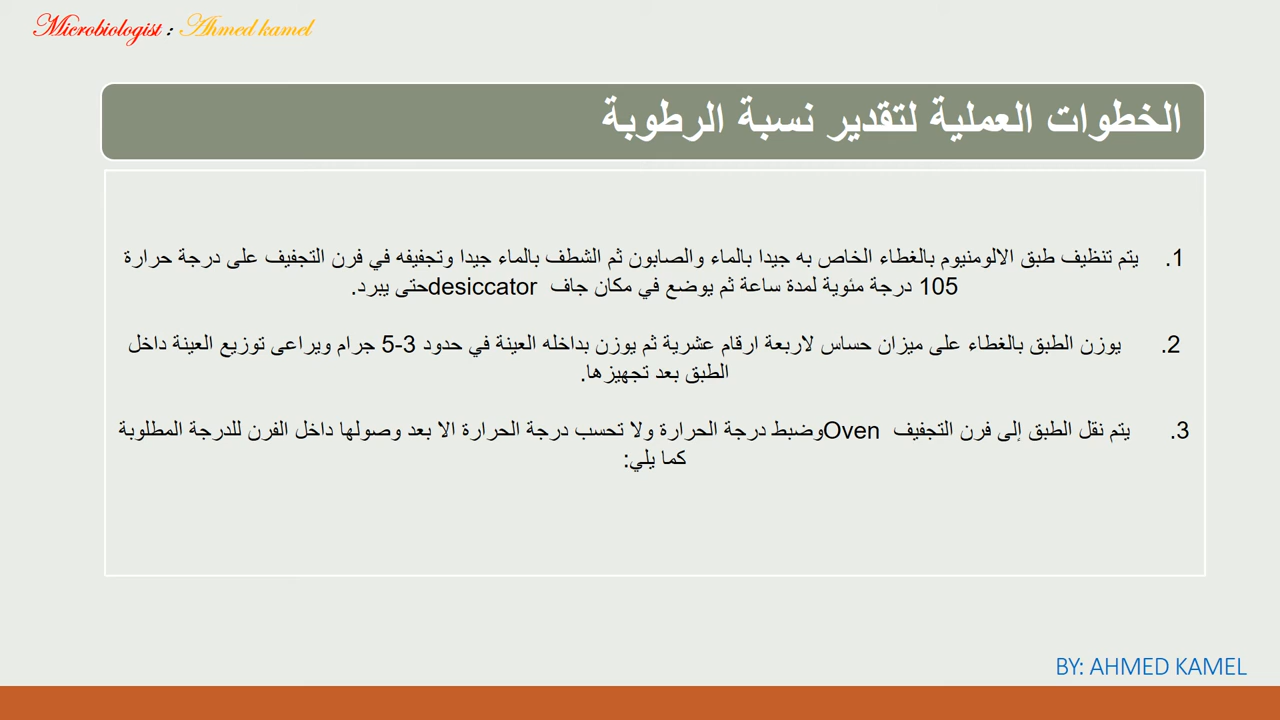 Microbiologist : Ahmed kamel
الخطوات العملية لتقدير نسبة الرطوبة
1. يتم تنظيف طبق الالومنيوم بالغطاء الخاص به جيدا بالماء والصابون ثم الشطف بالماء جيدا وتجفيفه في فرن التجفيف على درجة حرارة
105 درجة مئوية لمدة ساعة ثم يوضع في مكان جاف desiccatorحتى يبرد.
2. يوزن الطبق بالغطاء على ميزان حساس لاربعة ارقام عشرية ثم يوزن بداخله العينة في حدود 3-5 جرام ويراعى توزيع العينة داخل
الطبق بعد تجهيزها.
3. يتم نقل الطبق إلى فرن التجفيف Ovenوضبط درجة الحرارة ولا تحسب درجة الحرارة الا بعد وصولها داخل الفرن للدرجة المطلوبة
كما يلي:
BY: AHMED KAMEL